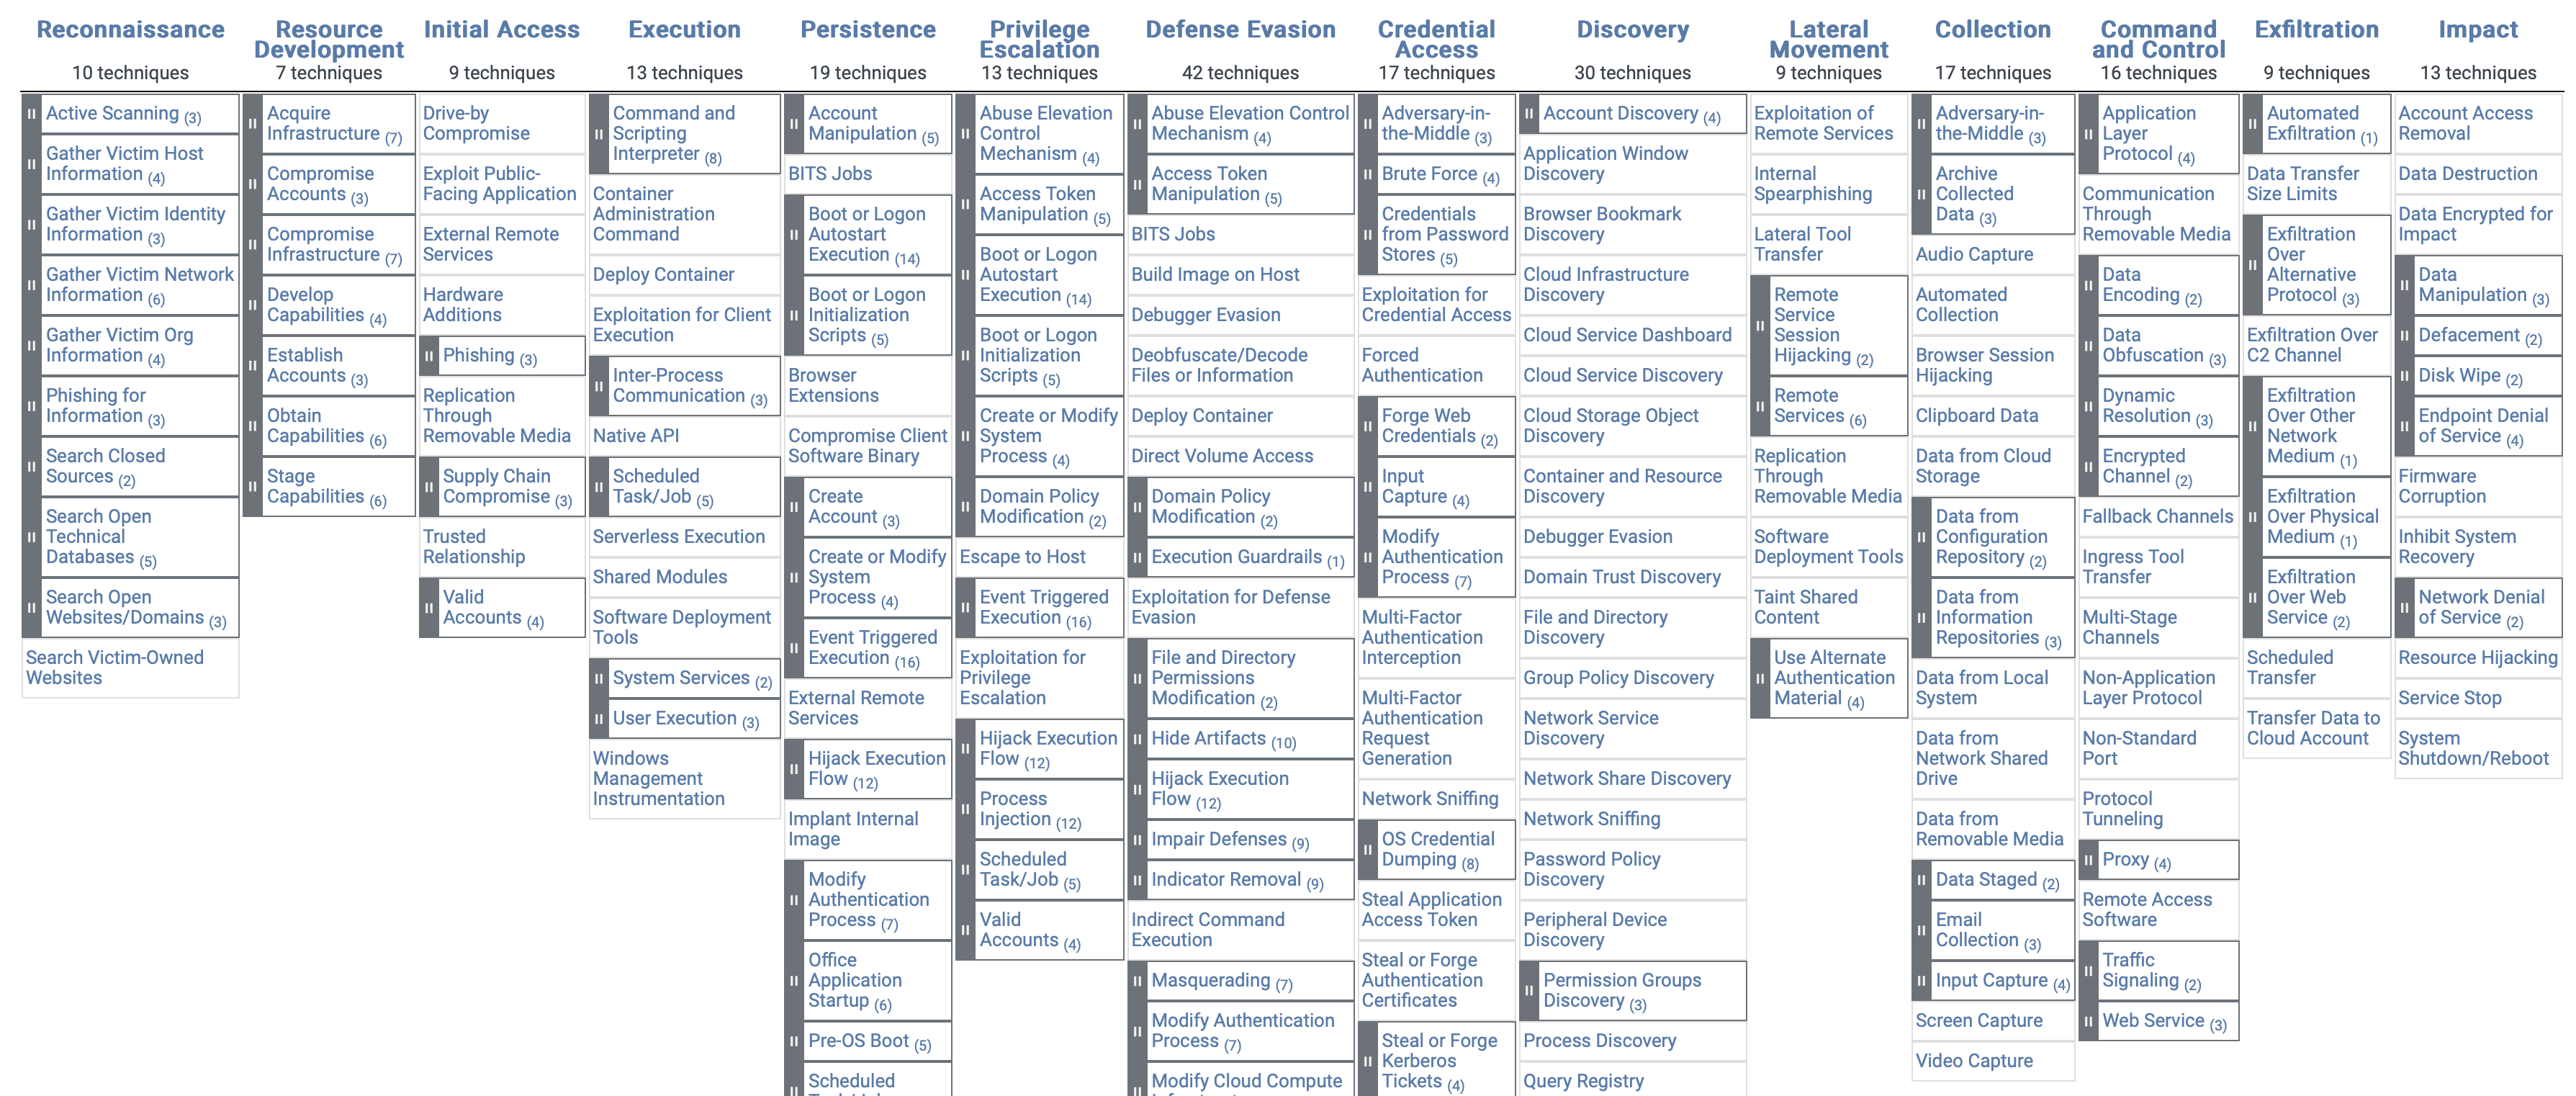 Reconnaissance
10 techniques
Active Scanning (3)
Gather Victim Host
Information (4)
Gather Victim Identity
Information (3)
Gather Victim Network
Information (6)
Gather Victim Org
Information (4)
Phishing for
Information (3)
Search Closed
Sources (2)
Search Open
Technical
Databases (5)
Search Open
Websites/Domains (3)
Search Victim-Owned
Websites
Resource
Development
7 techniques
Acquire
Infrastructure (7)
Compromise
Accounts (3)
Compromise
Infrastructure (7)
Develop
Capabilities (4)
Establish
Accounts (3)
Obtain
Capabilities (6)
Stage
Capabilities (6)
Initial Access
9 techniques
Drive-by
Compromise
Exploit Public-
Facing Application
External Remote
Services
Hardware
Additions
Phishing (3)
Replication
Through
Removable Media
Supply Chain
Compromise (3)
Trusted
Relationship
Valid
Accounts (4)
Execution
13 techniques
Command and
Scripting
Interpreter (8)
Container
Administration
Command
Deploy Container
Exploitation for Client
Execution
Inter-Process
Communication (3)
Native API
Scheduled
Task/Job (5)
Serverless Execution
Shared Modules
Software Deployment
Tools
System Services (2)
User Execution (3)
Windows
Management
Instrumentation
Persistence
19 techniques
Account
Manipulation (5)
BITS Jobs
Boot or Logon
Autostart
Execution (14)
Boot or Logon
Initialization
Scripts (5)
Browser
Extensions
Compromise Client
Software Binary
Create
Account (3)
Create or Modify
System
Process (4)
Event Triggered
Execution (16)
External Remote
Services
Hijack Execution
Flow (12)
Implant Internal
Image
Modify
Authentication
Process (7)
Office
Application
Startup (6)
Pre-OS Boot (5)
Scheduled
Privilege
Escalation
13 techniques
Abuse Elevation
Control
Mechanism (4)
Access Token
Manipulation (5)
Boot or Logon
Autostart
Execution (14)
Boot or Logon
Initialization
Scripts (5)
Create or Modify
System
Process (4)
Domain Policy
Modification (2)
Escape to Host
Event Triggered
Execution (16)
Exploitation for
Privilege
Escalation
Hijack Execution
Flow (12)
Process
Injection (12)
Scheduled
Task/Job (5)
Valid
Accounts (4)
Defense Evasion
42 techniques
Abuse Elevation Control
Mechanism (4)
Access Token
Manipulation (5)
BITS Jobs
Build Image on Host
Debugger Evasion
Deobfuscate/Decode
Files or Information
Deploy Container
Direct Volume Access
Domain Policy
Modification (2)
Execution Guardrails (1)
Exploitation for Defense
Evasion
File and Directory
Permissions
Modification (2)
Hide Artifacts (10)
Hijack Execution
Flow (12)
Impair Defenses (9)
Indicator Removal (9)
Indirect Command
Execution
Masquerading (7)
Modify Authentication
Process (7)
Modify Cloud Compute
Credential
Access
17 techniques
Adversary-in-
the-Middle (3)
Brute Force (4)
Credentials
from Password
Stores (5)
Exploitation for
Credential Access
Forced
Authentication
Forge Web
Credentials (2)
Input
Capture (4)
Modify
Authentication
Process (7)
Multi-Factor
Authentication
Interception
Multi-Factor
Authentication
Request
Generation
Network Sniffing
OS Credential
Dumping (8)
Steal Application
Access Token
Steal or Forge
Authentication
Certificates
Steal or Forge
Kerberos
Tickets (4)
Discovery
30 techniques
Account Discovery (4)
Application Window
Discovery
Browser Bookmark
Discovery
Cloud Infrastructure
Discovery
Cloud Service Dashboard
Cloud Service Discovery
Cloud Storage Object
Discovery
Container and Resource
Discovery
Debugger Evasion
Domain Trust Discovery
File and Directory
Discovery
Group Policy Discovery
Network Service
Discovery
Network Share Discovery
Network Sniffing
Password Policy
Discovery
Peripheral Device
Discovery
Permission Groups
Discovery (3)
Process Discovery
Query Registry
Lateral
Movement
9 techniques
Exploitation of
Remote Services
Internal
Spearphishing
Lateral Tool
Transfer
Remote
Service
Session
Hijacking (2)
Remote
Services (6)
Replication
Through
Removable Media
Software
Deployment Tools
Taint Shared
Content
Use Alternate
Authentication
Material (4)
Collection
17 techniques
Adversary-in-
the-Middle (3)
Archive
Collected
Data (3)
Audio Capture
Automated
Collection
Browser Session
Hijacking
Clipboard Data
Data from Cloud
Storage
Data from
Configuration
Repository (2)
Data from
Information
Repositories (3)
Data from Local
System
Data from
Network Shared
Drive
Data from
Removable Media
Data Staged (2)
Email
Collection (3)
Input Capture (4)
Screen Capture
Video Capture
Command
and Control
16 techniques
Application
Layer
Protocol (4)
Communication
Through
Removable Media
Data
Encoding (2)
Data
Obfuscation (3)
Dynamic
Resolution (3)
Encrypted
Channel (2)
Fallback Channels
Ingress Tool
Transfer
Multi-Stage
Channels
Non-Application
Layer Protocol
Non-Standard
Port
Protocol
Tunneling
Proxy (4)
Remote Access
Software
Traffic
Signaling (2)
Web Service (3)
Exfiltration
9 techniques
Automated
Exfiltration (1)
Data Transfer
Size Limits
Exfiltration
Over
Alternative
Protocol (3)
Exfiltration Over
C2 Channel
Exfiltration
Over Other
Network
Medium (1)
Exfiltration
Over Physical
Medium (1)
Exfiltration
Over Web
Service (2)
Scheduled
Transfer
Transfer Data to
Cloud Account
Impact
13 techniques
Account Access
Removal
Data Destruction
Data Encrypted for
Impact
Data
Manipulation (3)
Defacement (2)
Disk Wipe (2)
Endpoint Denial
of Service (4)
Firmware
Corruption
Inhibit System
Recovery
Network Denial
of Service (2)
Resource Hijacking
Service Stop
System
Shutdown/Reboot